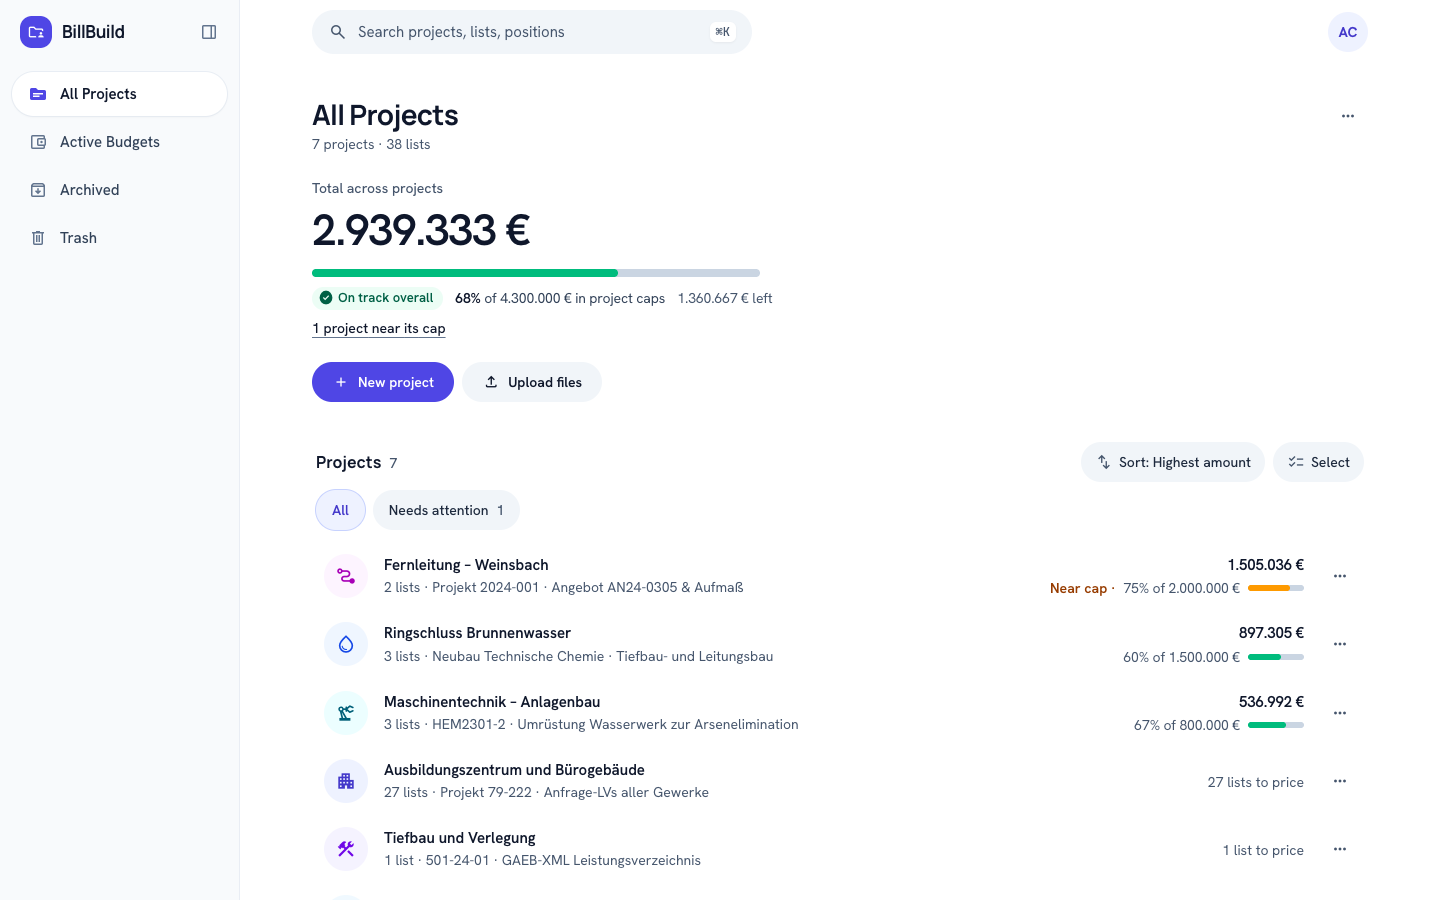 BillBuild
Search projects, lists, positions
⌘K
AC
All Projects
Active Budgets
Archived
Trash
All Projects
7 projects · 38 lists
Total across projects
2.939.333 €
On track overall
68% of 4.300.000 € in project caps
1.360.667 € left
1 project near its cap
New project
Upload files
Projects 7
Sort: Highest amount
Select
All
Needs attention 1
Fernleitung – Weinsbach
1.505.036 €
2 lists · Projekt 2024-001 · Angebot AN24-0305 & Aufmaß
Near cap · 75% of 2.000.000 €
Ringschluss Brunnenwasser
897.305 €
3 lists · Neubau Technische Chemie · Tiefbau- und Leitungsbau
60% of 1.500.000 €
Maschinentechnik – Anlagenbau
536.992 €
3 lists · HEM2301-2 · Umrüstung Wasserwerk zur Arsenelimination
67% of 800.000 €
Ausbildungszentrum und Bürogebäude
27 lists · Projekt 79-222 · Anfrage-LVs aller Gewerke
27 lists to price
Tiefbau und Verlegung
1 list · 501-24-01 · GAEB-XML Leistungsverzeichnis
1 list to price